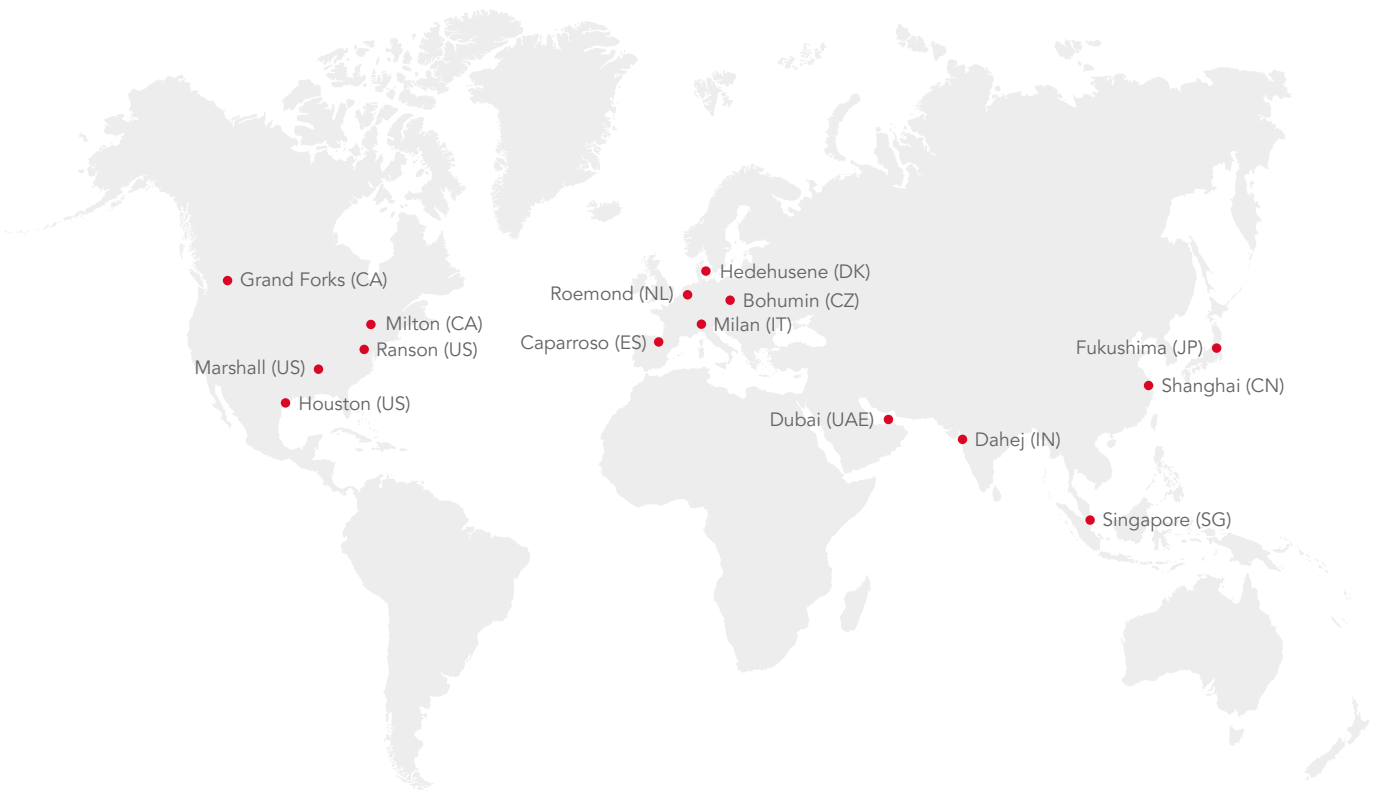 Hedehusene (DK)
Grand Forks (CA)
Roemond (NL)
Bohumin (CZ)
Milton (CA)
Milan (IT)
Caparroso (ES)
Ranson (US)
Fukushima (JP)
Marshall (US)
Shanghai (CN)
Houston (US)
Dubai (UAE)
Dahej (IN)
Singapore (SG)